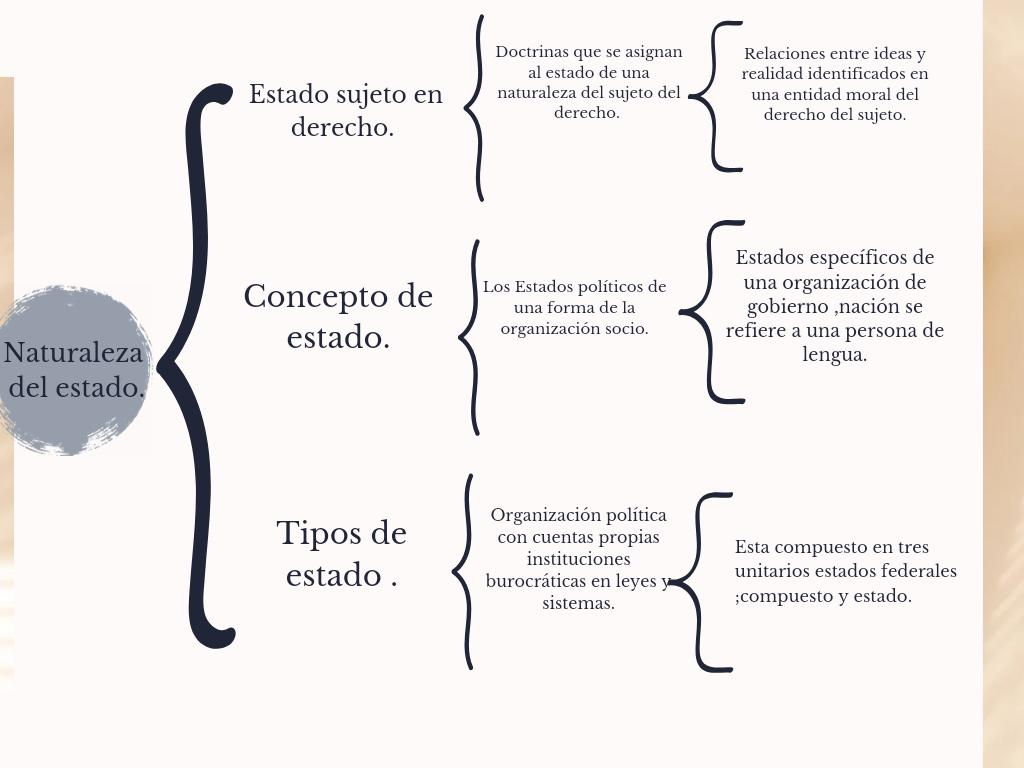 Naturaleza
del estado.
Estado sujeto en
derecho.
Doctrinas que se asignan
al estado de una
naturaleza del sujeto del
derecho.
Relaciones entre ideas y
realidad identificados en
una entidad moral del
derecho del sujeto.
Concepto de
estado.
Los Estados políticos de
una forma de la
organización socio.
Estados específicos de
una organización de
gobierno ,nación se
refiere a una persona de
lengua.
Tipos de
estado .
Organización política
con cuentas propias
instituciones
burocráticas en leyes y
sistemas.
Esta compuesto en tres
unitarios estados federales
;compuesto y estado.